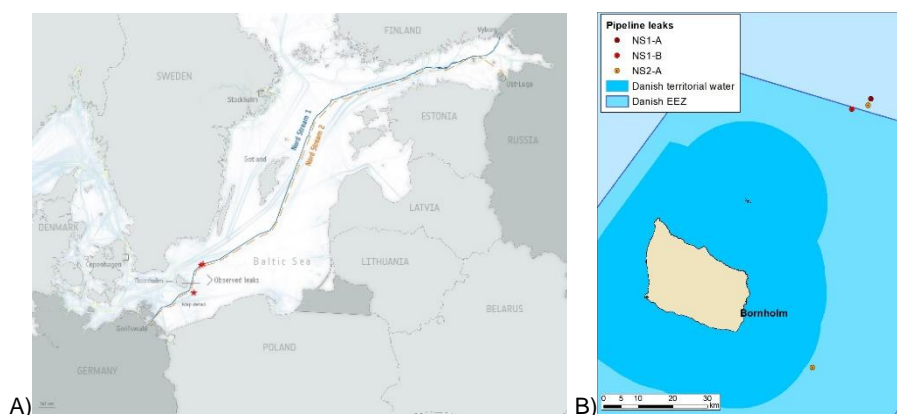 FINLAND
Vyborg
SWEDEN
Stockholm
Ust-Luga
Nord Stream 1
Nord Stream 2
ESTONIA
RUSSIA
Gotland
LATVIA
DENMARK
Copenhagen
Baltic Sea
LITHUANIA
Bornholm
Observed leaks
BELARUS
Greifswald
POLAND
GERMANY
A)
Pipeline leaks
NS1-A
NS1-B
NS2-A
Danish territorial water
Danish EEZ
Bornholm
0 5 10 20 30
km
B)